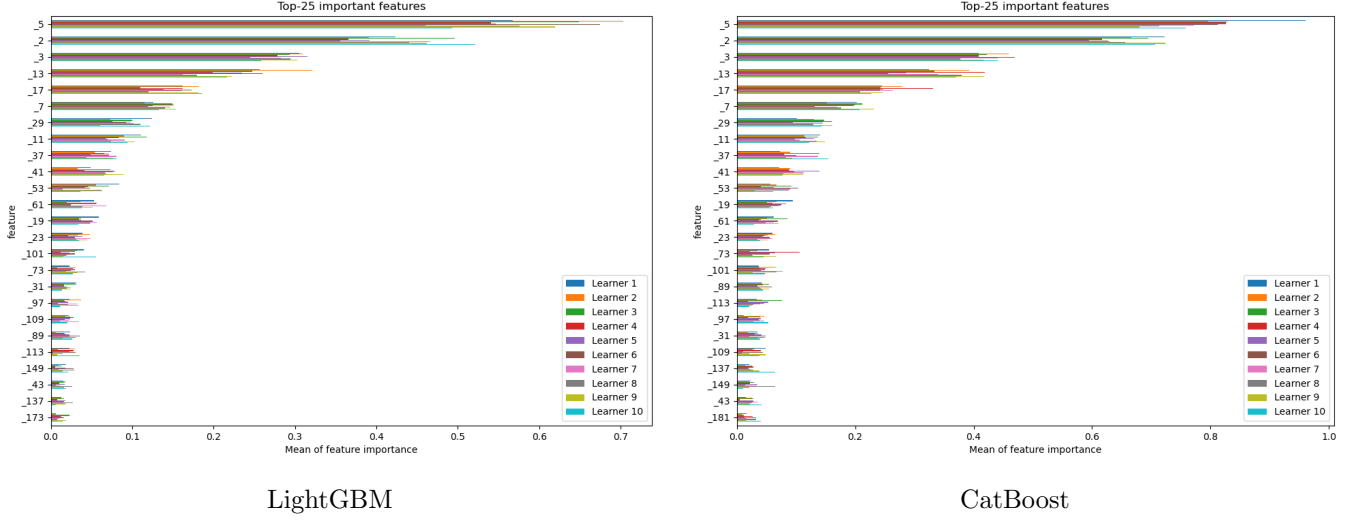 Top-25 important features
feature
_5
_2
_3
_13
_17
_7
_29
_11
_37
_41
_53
_61
_19
_23
_101
_73
_31
_97
_109
_89
_113
_149
_43
_137
_173
Learner 1
Learner 2
Learner 3
Learner 4
Learner 5
Learner 6
Learner 7
Learner 8
Learner 9
Learner 10
0.0 0.1 0.2 0.3 0.4 0.5 0.6 0.7
Mean of feature importance
LightGBM
Top-25 important features
feature
_5
_2
_3
_13
_17
_7
_29
_11
_37
_41
_53
_19
_61
_23
_73
_101
_89
_113
_97
_31
_109
_137
_149
_43
_181
Learner 1
Learner 2
Learner 3
Learner 4
Learner 5
Learner 6
Learner 7
Learner 8
Learner 9
Learner 10
0.0 0.2 0.4 0.6 0.8 1.0
Mean of feature importance
CatBoost